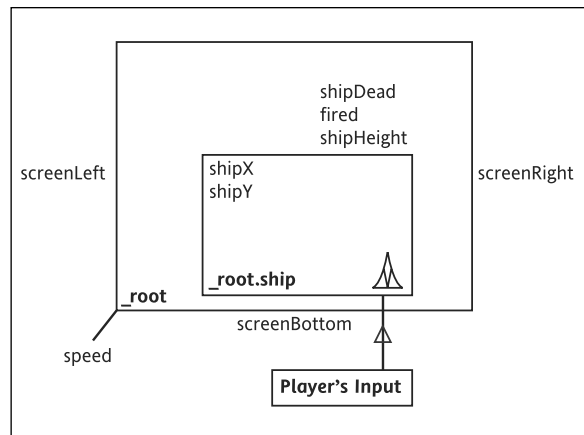 shipDead
fired
shipHeight
screenLeft
screenRight
shipX
shipY
_root.ship
_root
screenBottom
speed
Player's Input